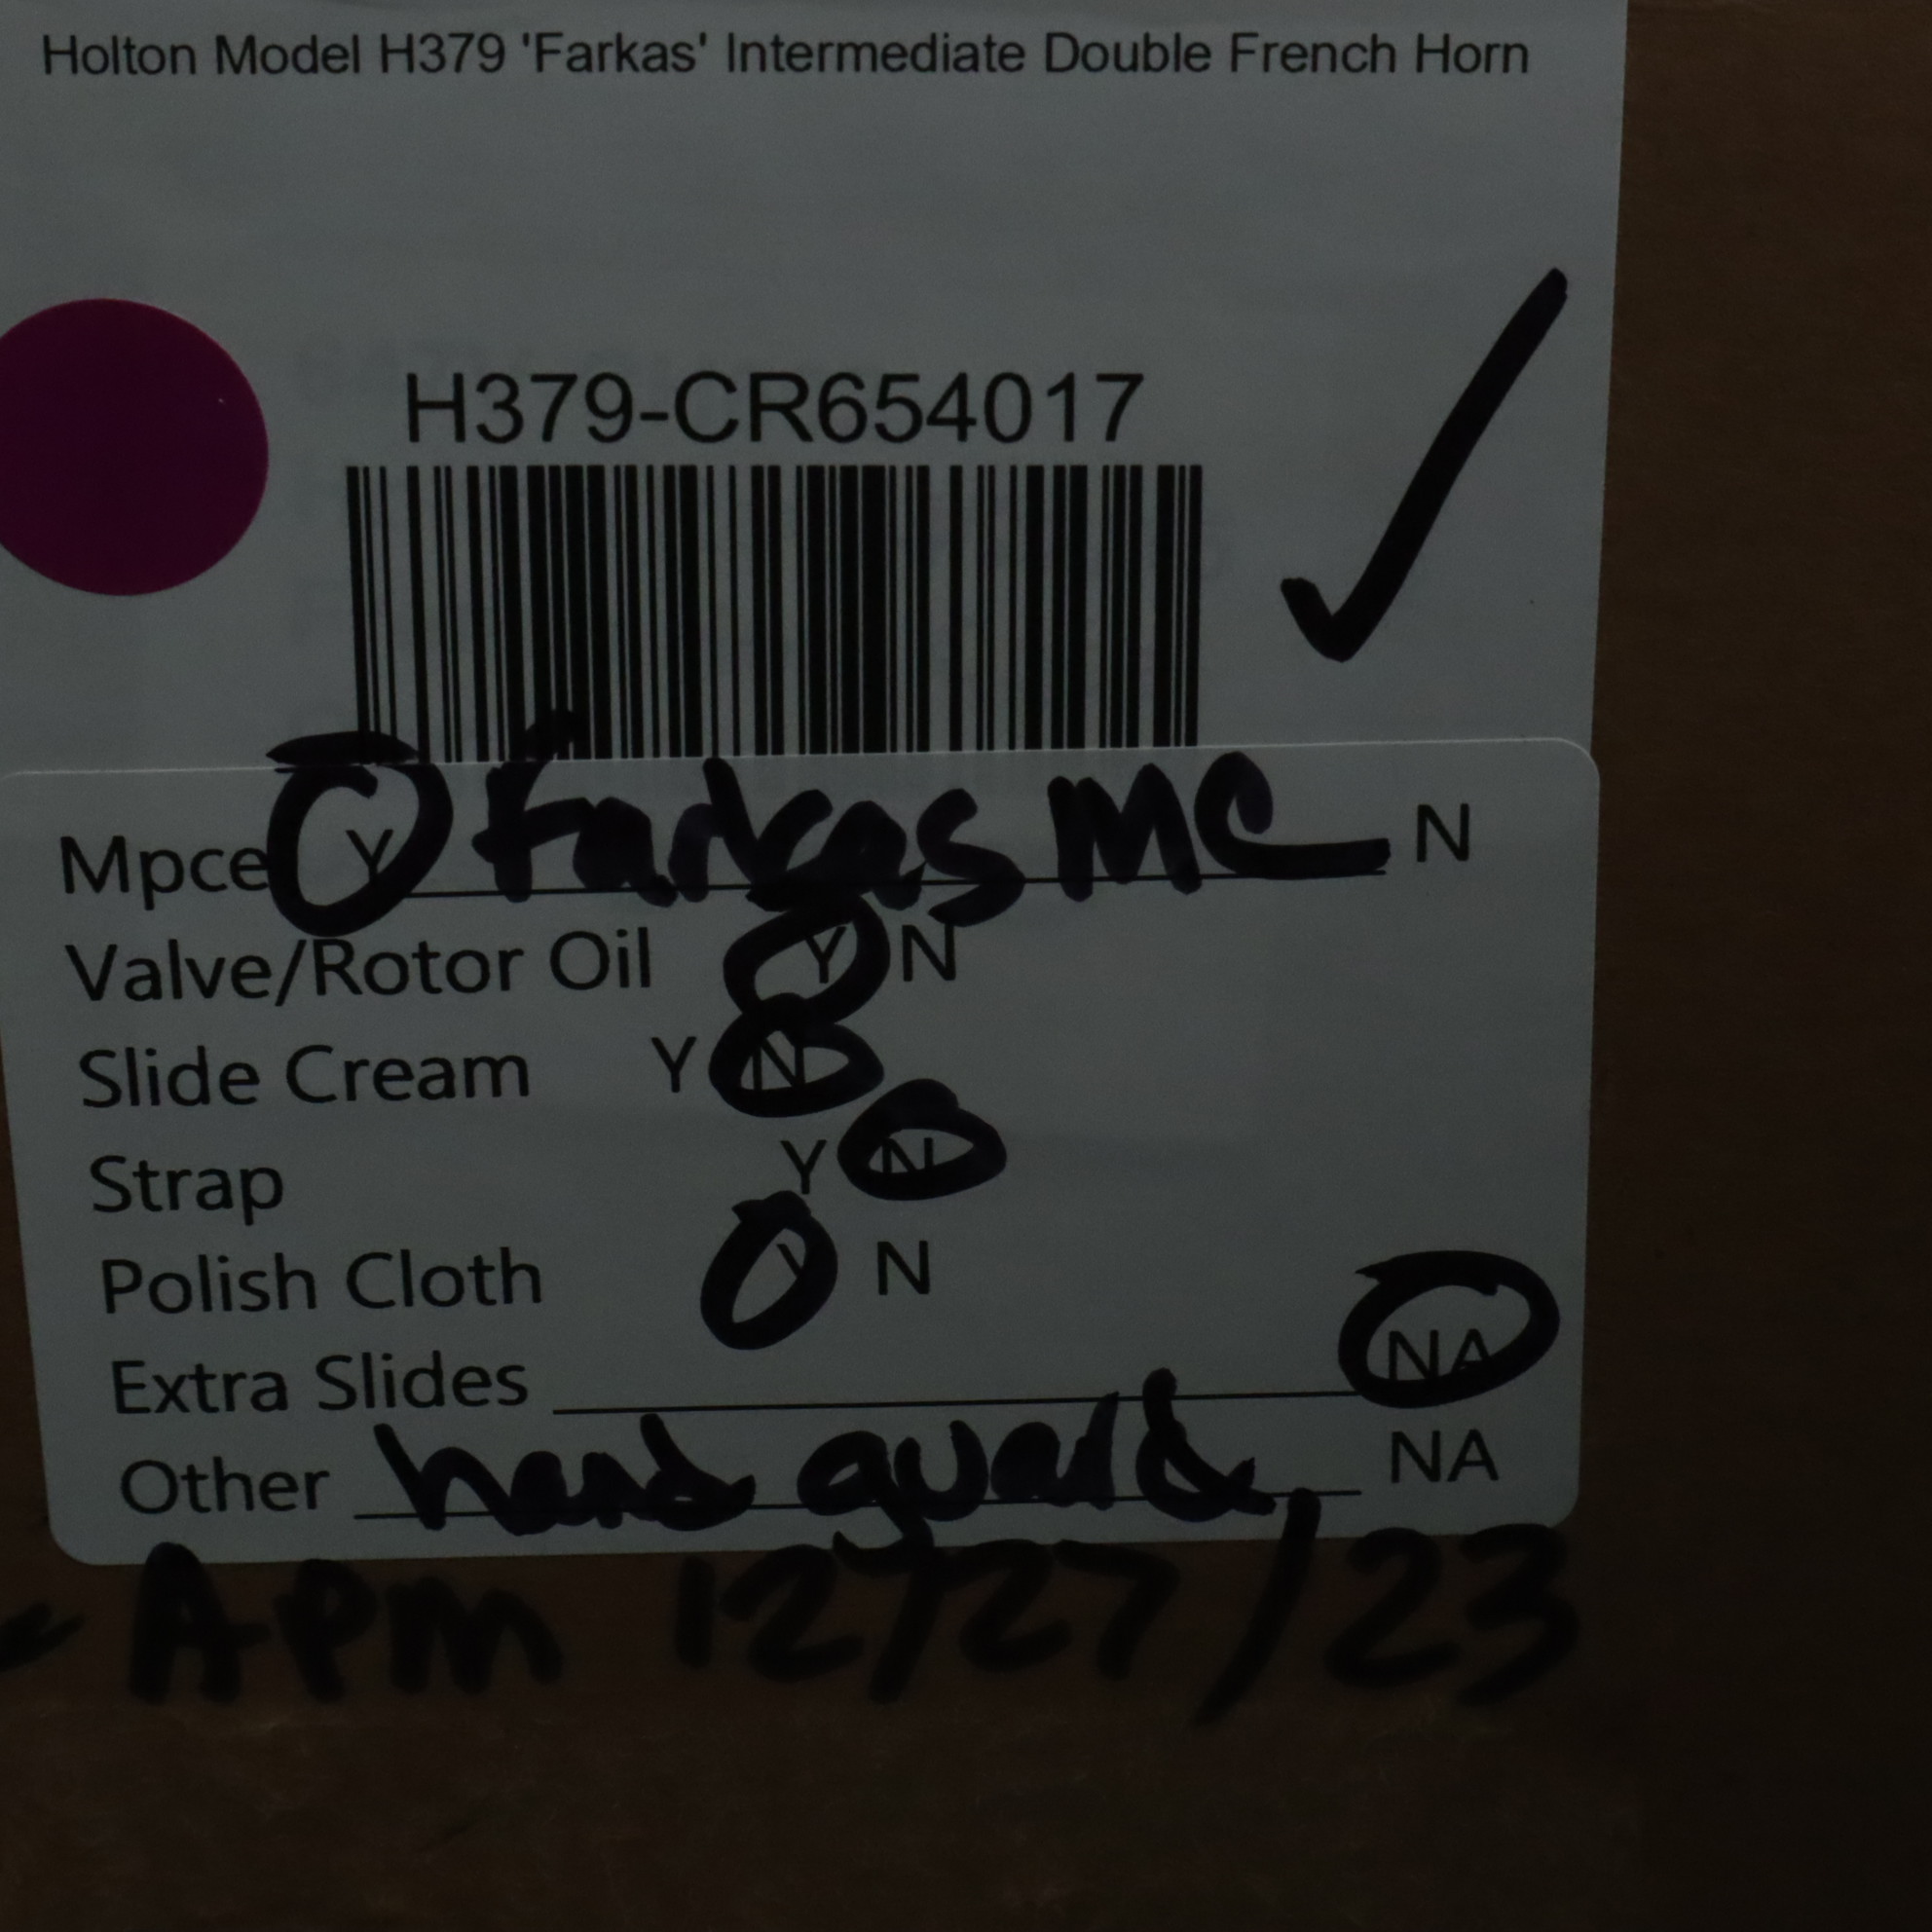 Holton Model H379 'Farkas' Intermediate Double French Horn
H379-CR654017
Mpce Y Farkas MC N
Valve/Rotor Oil Y N
Slide Cream Y N
Strap Y N
Polish Cloth Y N
Extra Slides NA
Other hand guard, NA
APM 12/27/23